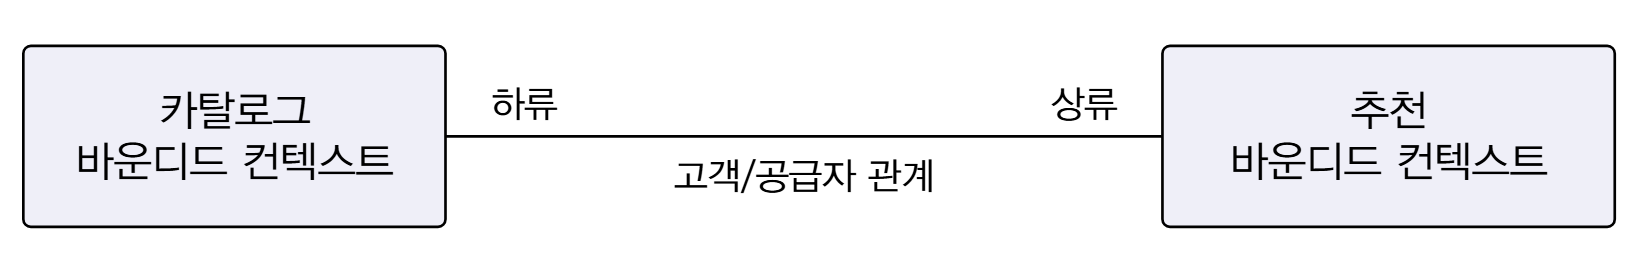 카탈로그
바운디드 컨텍스트
하류
상류
고객/공급자 관계
추천
바운디드 컨텍스트